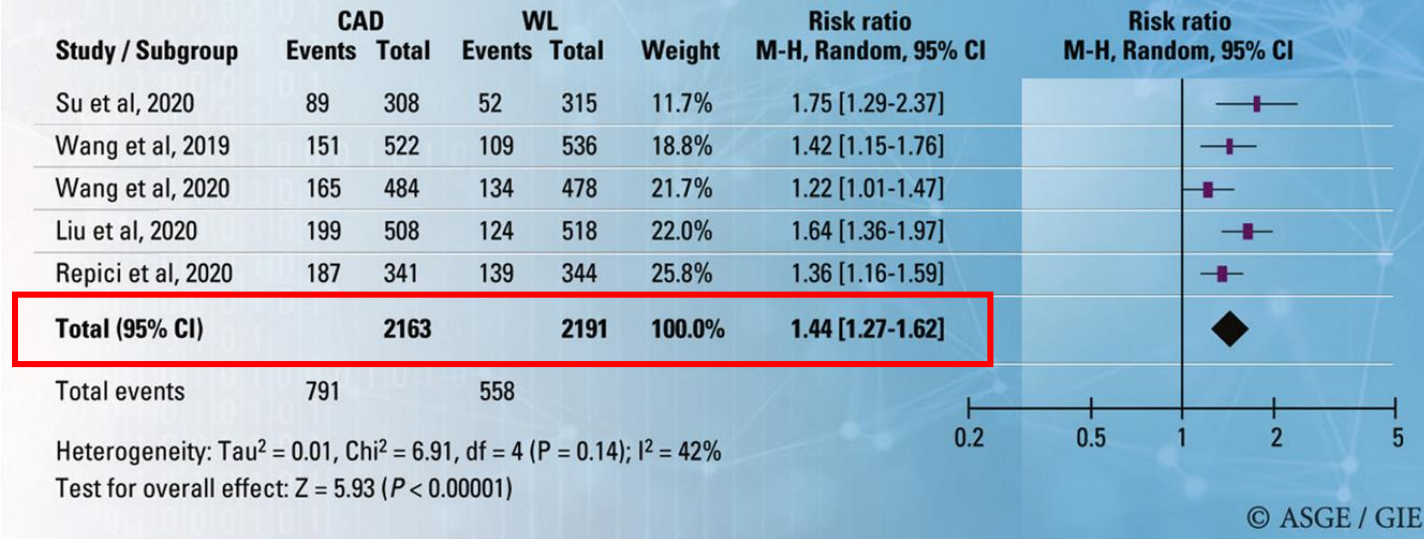 CAD WL Risk ratio Risk ratio
Study / Subgroup Events Total Events Total Weight M-H, Random, 95% CI M-H, Random, 95% CI
Su et al, 2020 89 308 52 315 11.7% 1.75 [1.29-2.37]
Wang et al, 2019 151 522 109 536 18.8% 1.42 [1.15-1.76]
Wang et al, 2020 165 484 134 478 21.7% 1.22 [1.01-1.47]
Liu et al, 2020 199 508 124 518 22.0% 1.64 [1.36-1.97]
Repici et al, 2020 187 341 139 344 25.8% 1.36 [1.16-1.59]
Total (95% CI) 2163 2191 100.0% 1.44 [1.27-1.62]
Total events 791 558
0.2 0.5 1 2 5
Heterogeneity: Tau² = 0.01, Chi² = 6.91, df = 4 (P = 0.14); I² = 42%
Test for overall effect: Z = 5.93 (P < 0.00001)
© ASGE / GIE